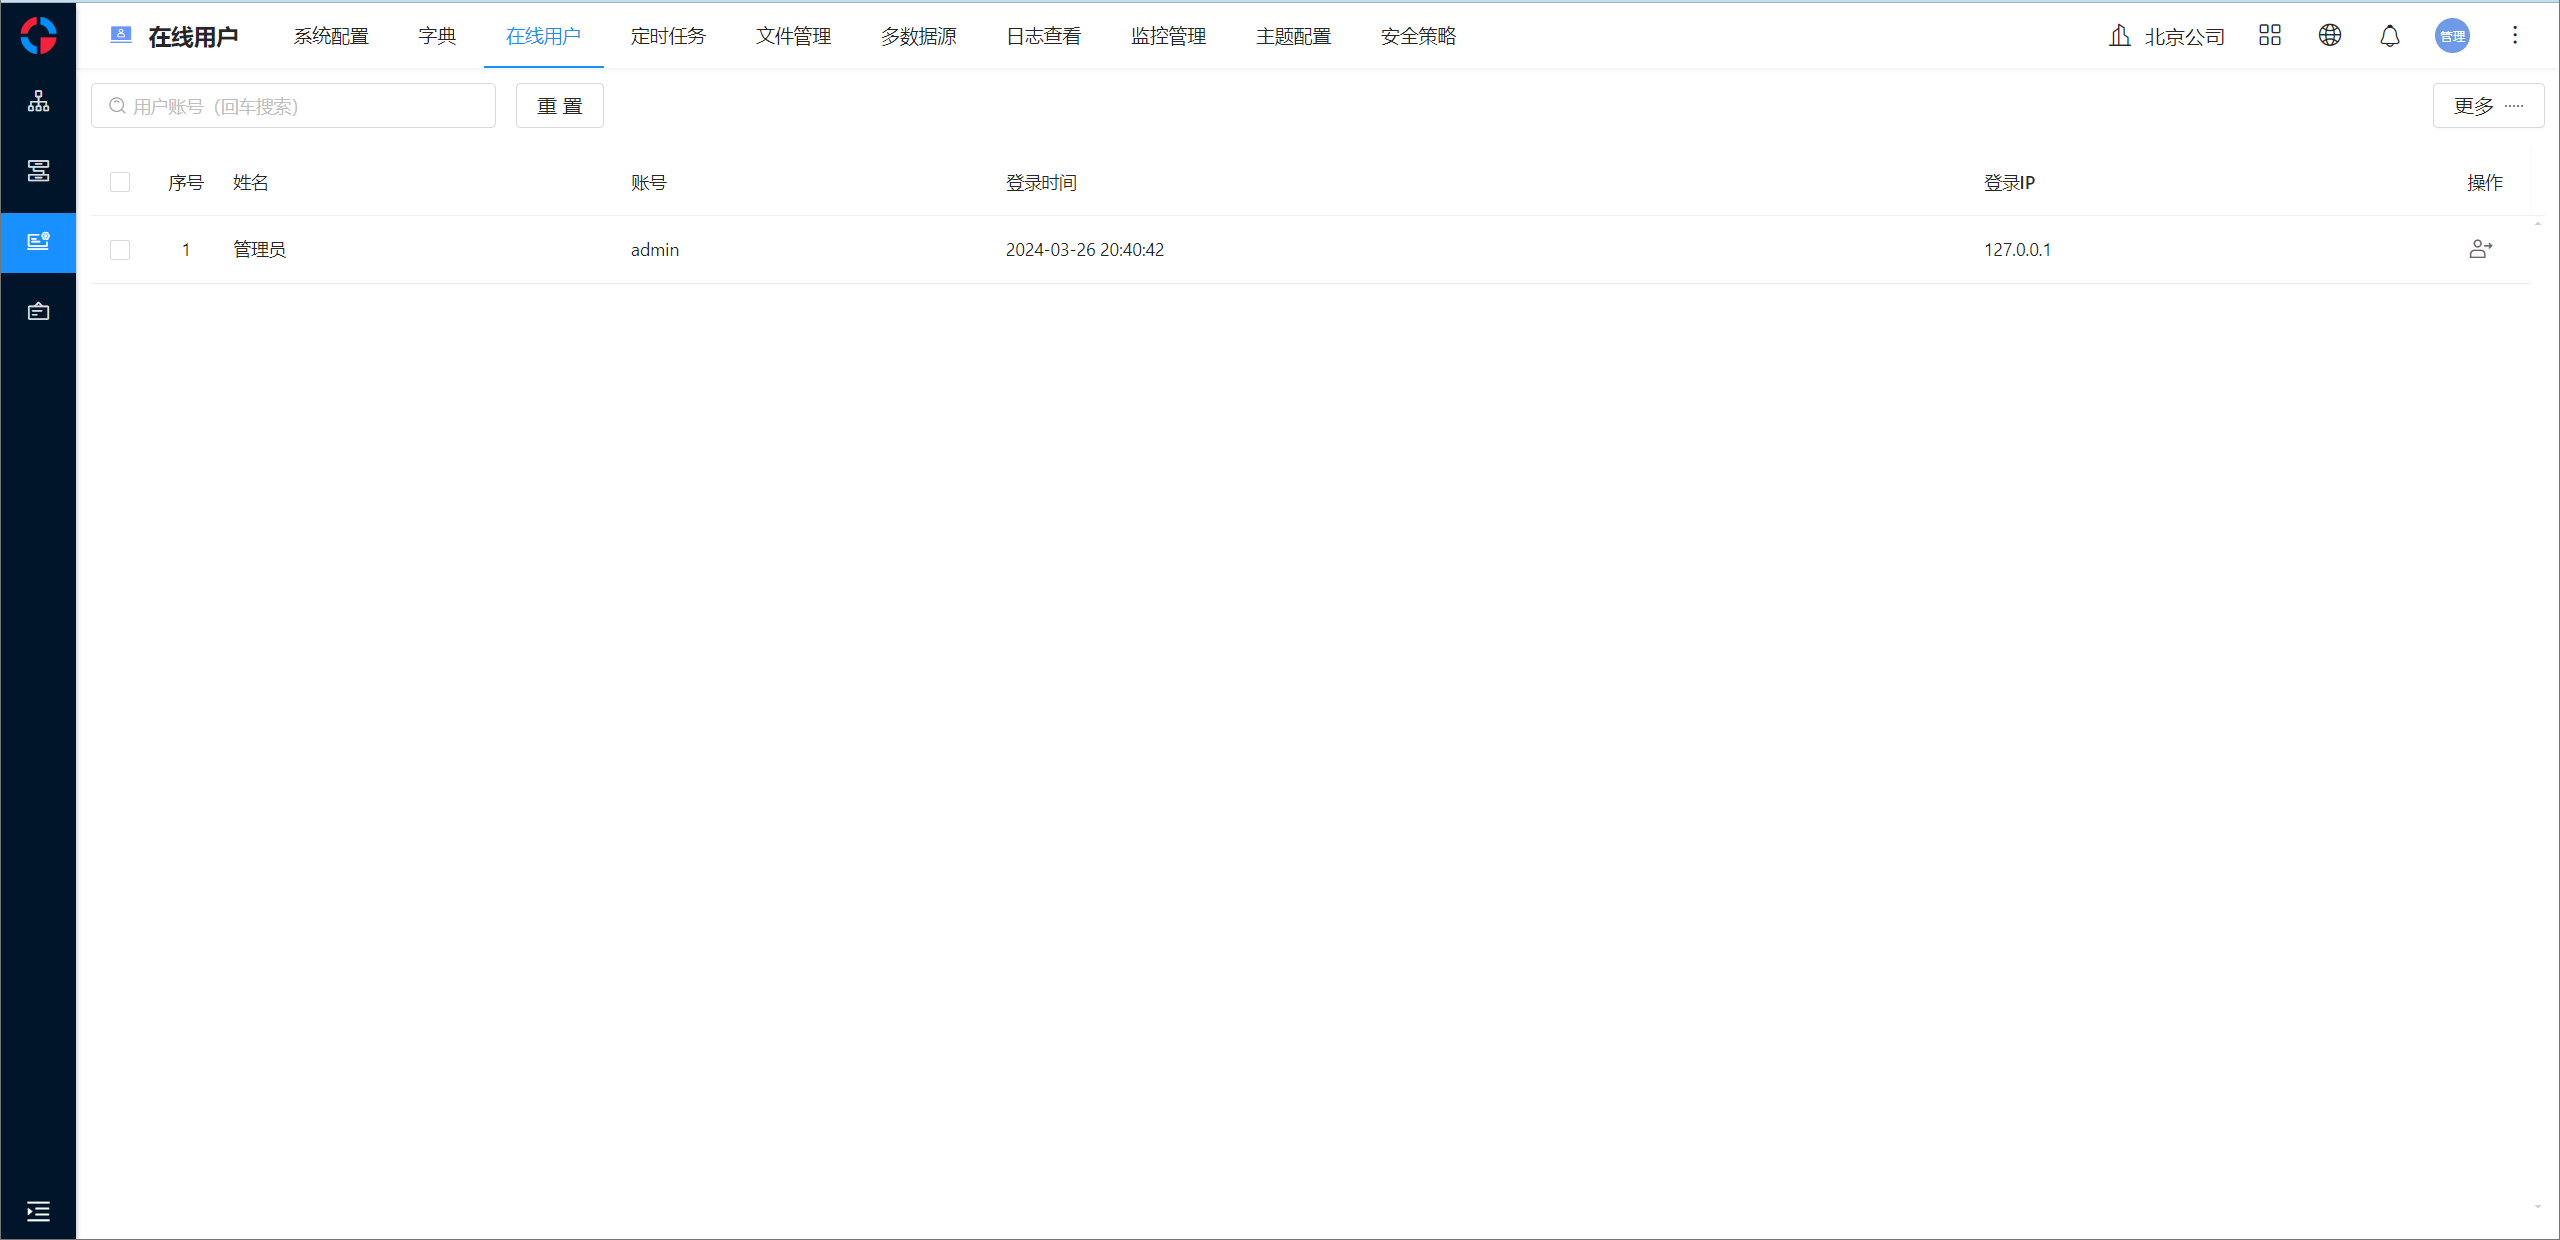 在线用户 系统配置 字典 在线用户 定时任务 文件管理 多数据源 日志查看 监控管理 主题配置 安全策略 北京公司 管理
用户账号（回车搜索） 重 置 更多
序号 姓名 账号 登录时间 登录IP 操作
1 管理员 admin 2024-03-26 20:40:42 127.0.0.1